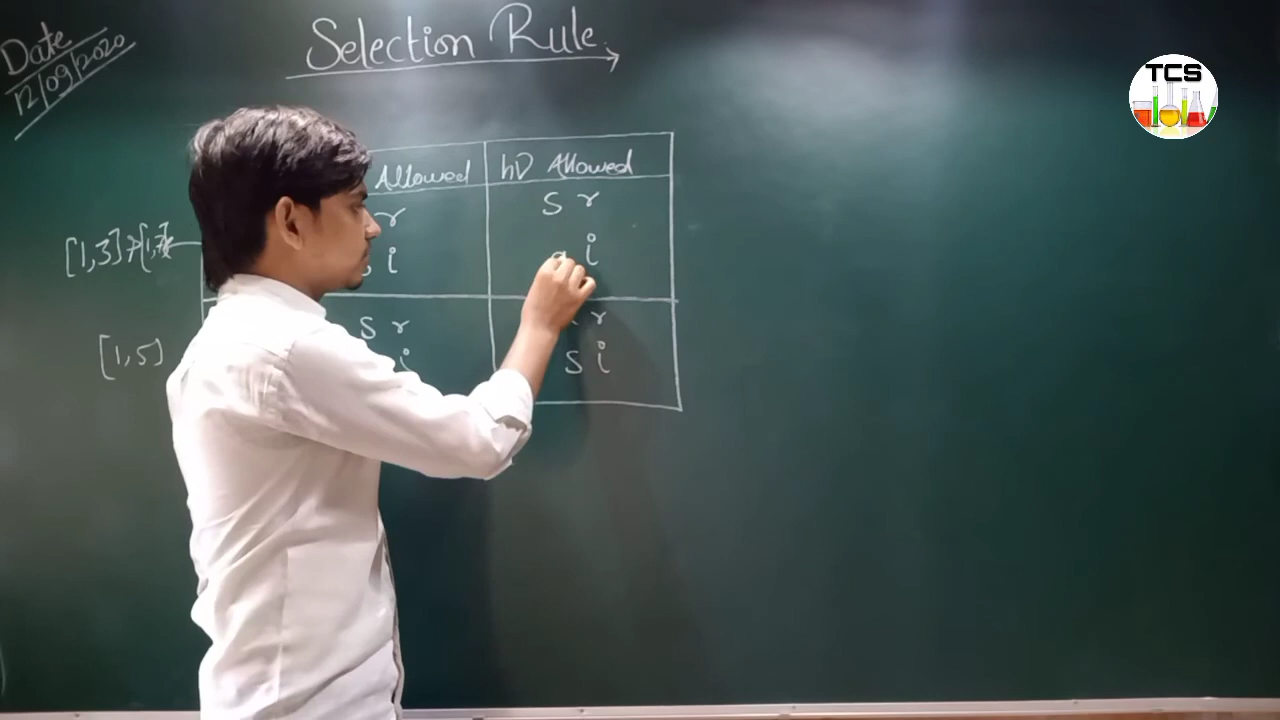 Date
12/09/2020
Selection Rule
TCS
Allowed hν Allowed
r s r
i a i
[1,3]
[1,5]
s r r
i s i